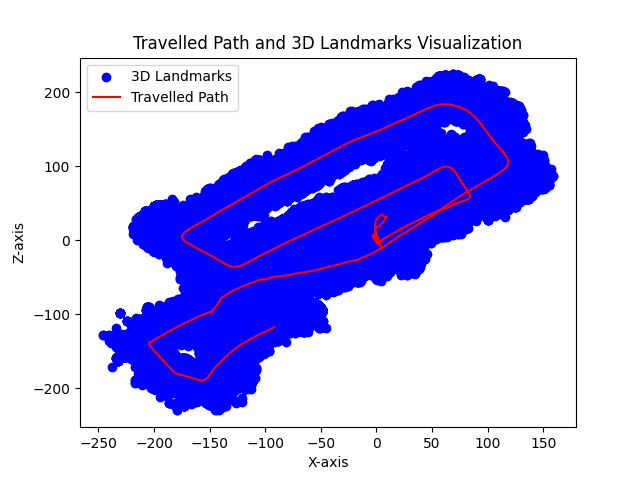 Travelled Path and 3D Landmarks Visualization
3D Landmarks
Travelled Path
200
100
0
−100
−200
Z-axis
−250
−200
−150
−100
−50
0
50
100
150
X-axis